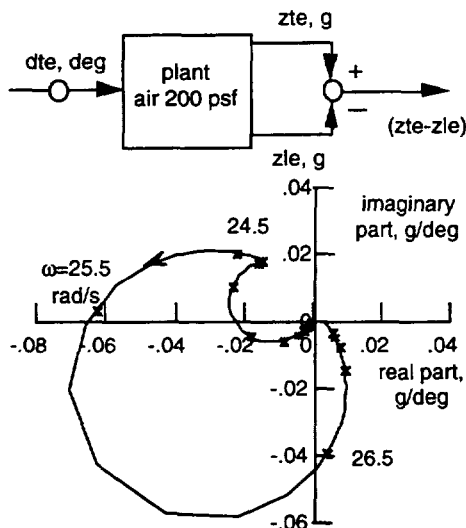 zte, g
dte, deg
plant
air 200 psf
+
−
(zte-zle)
zle, g
.04
imaginary
part, g/deg
24.5
.02
ω=25.5
rad/s
-.08 -.06 -.04 -.02 0 .02 .04
real part,
g/deg
-.02
-.04
26.5
-.06